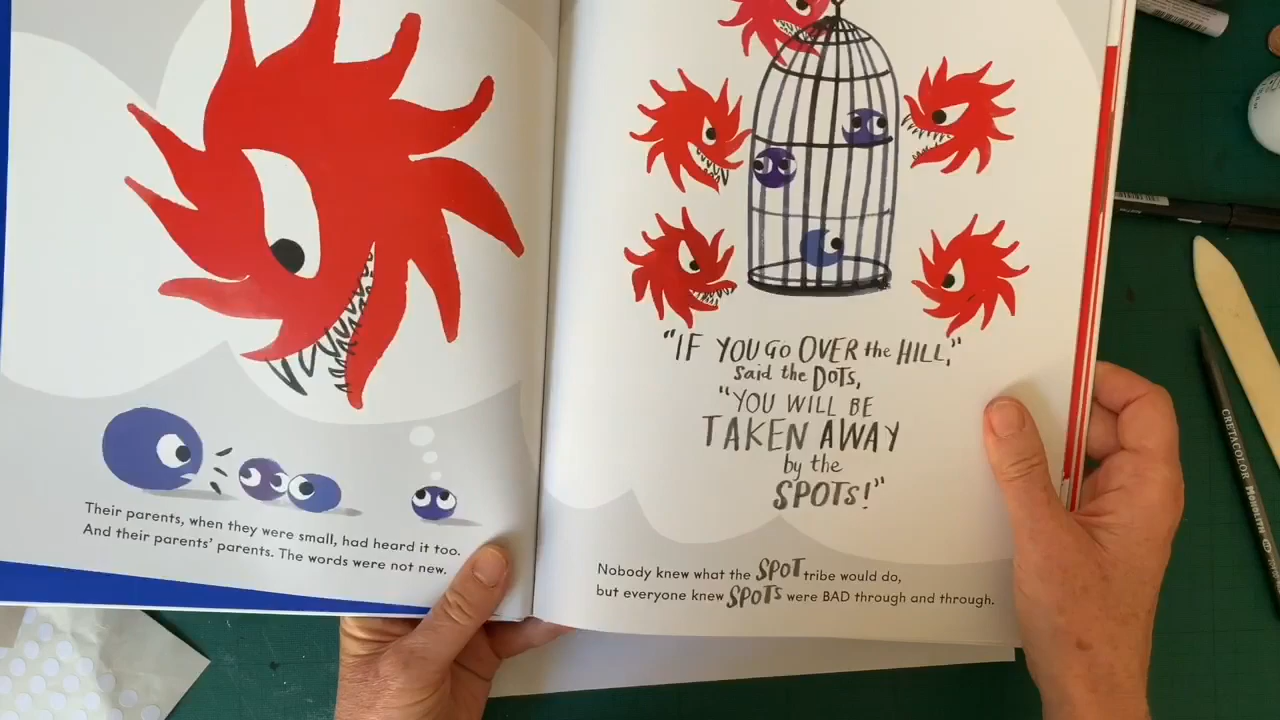 Their parents, when they were small, had heard it too.
And their parents' parents. The words were not new.
"IF YOU GO OVER the HILL,"
said the DOTS,
"YOU WILL BE
TAKEN AWAY
by the
SPOTS!"
Nobody knew what the SPOT tribe would do,
but everyone knew SPOTS were BAD through and through.
CRETACOLOR MONOLITH